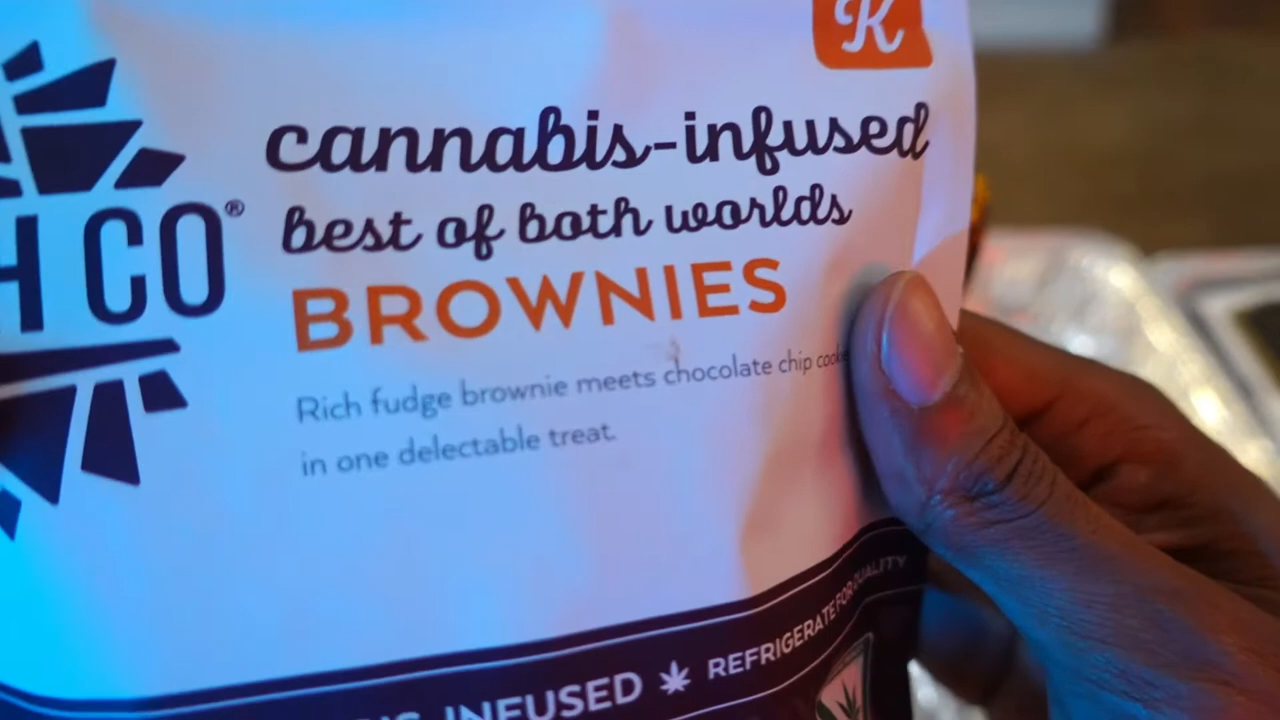 K
cannabis-infused
H CO®
best of both worlds
BROWNIES
Rich fudge brownie meets chocolate chip cookie
in one delectable treat.
INFUSED REFRIGERATE FOR QUALITY